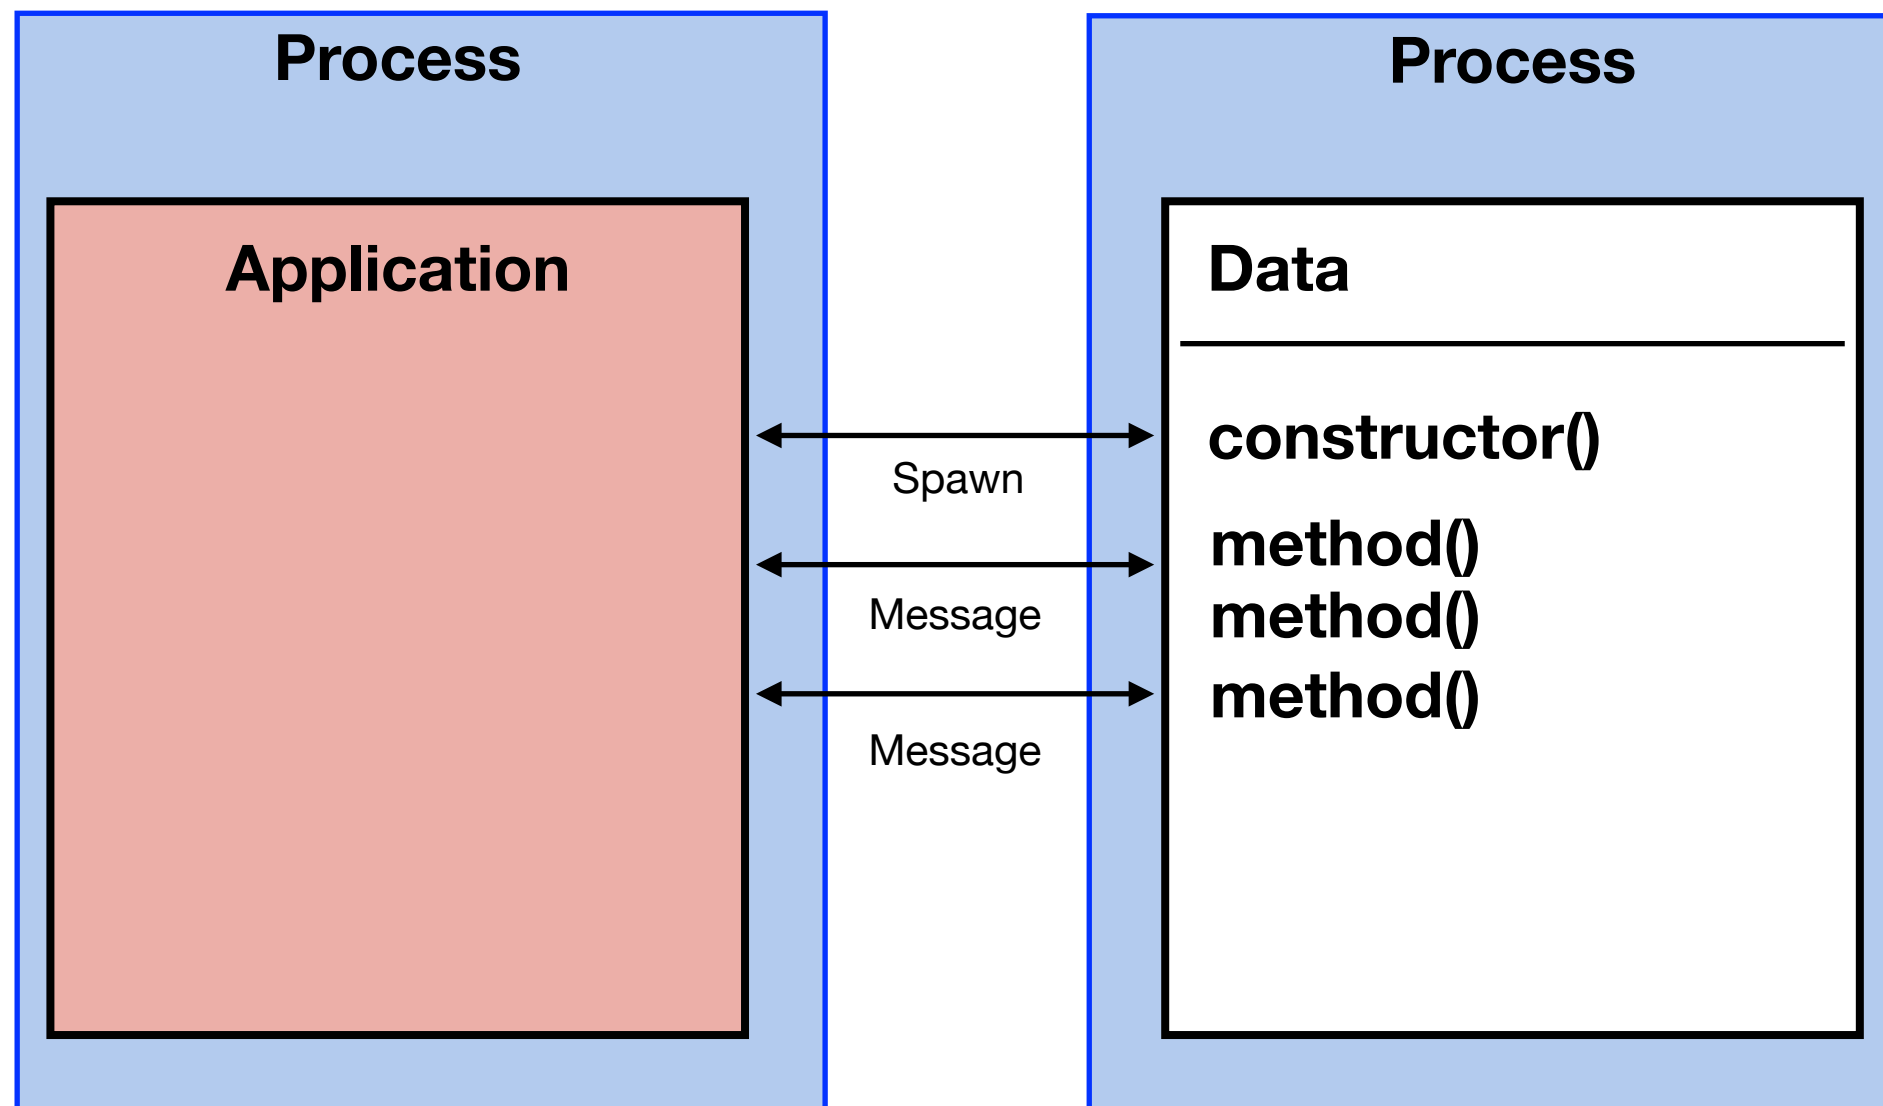 Process
Application
Spawn
Message
Message
Process
Data
constructor()
method()
method()
method()